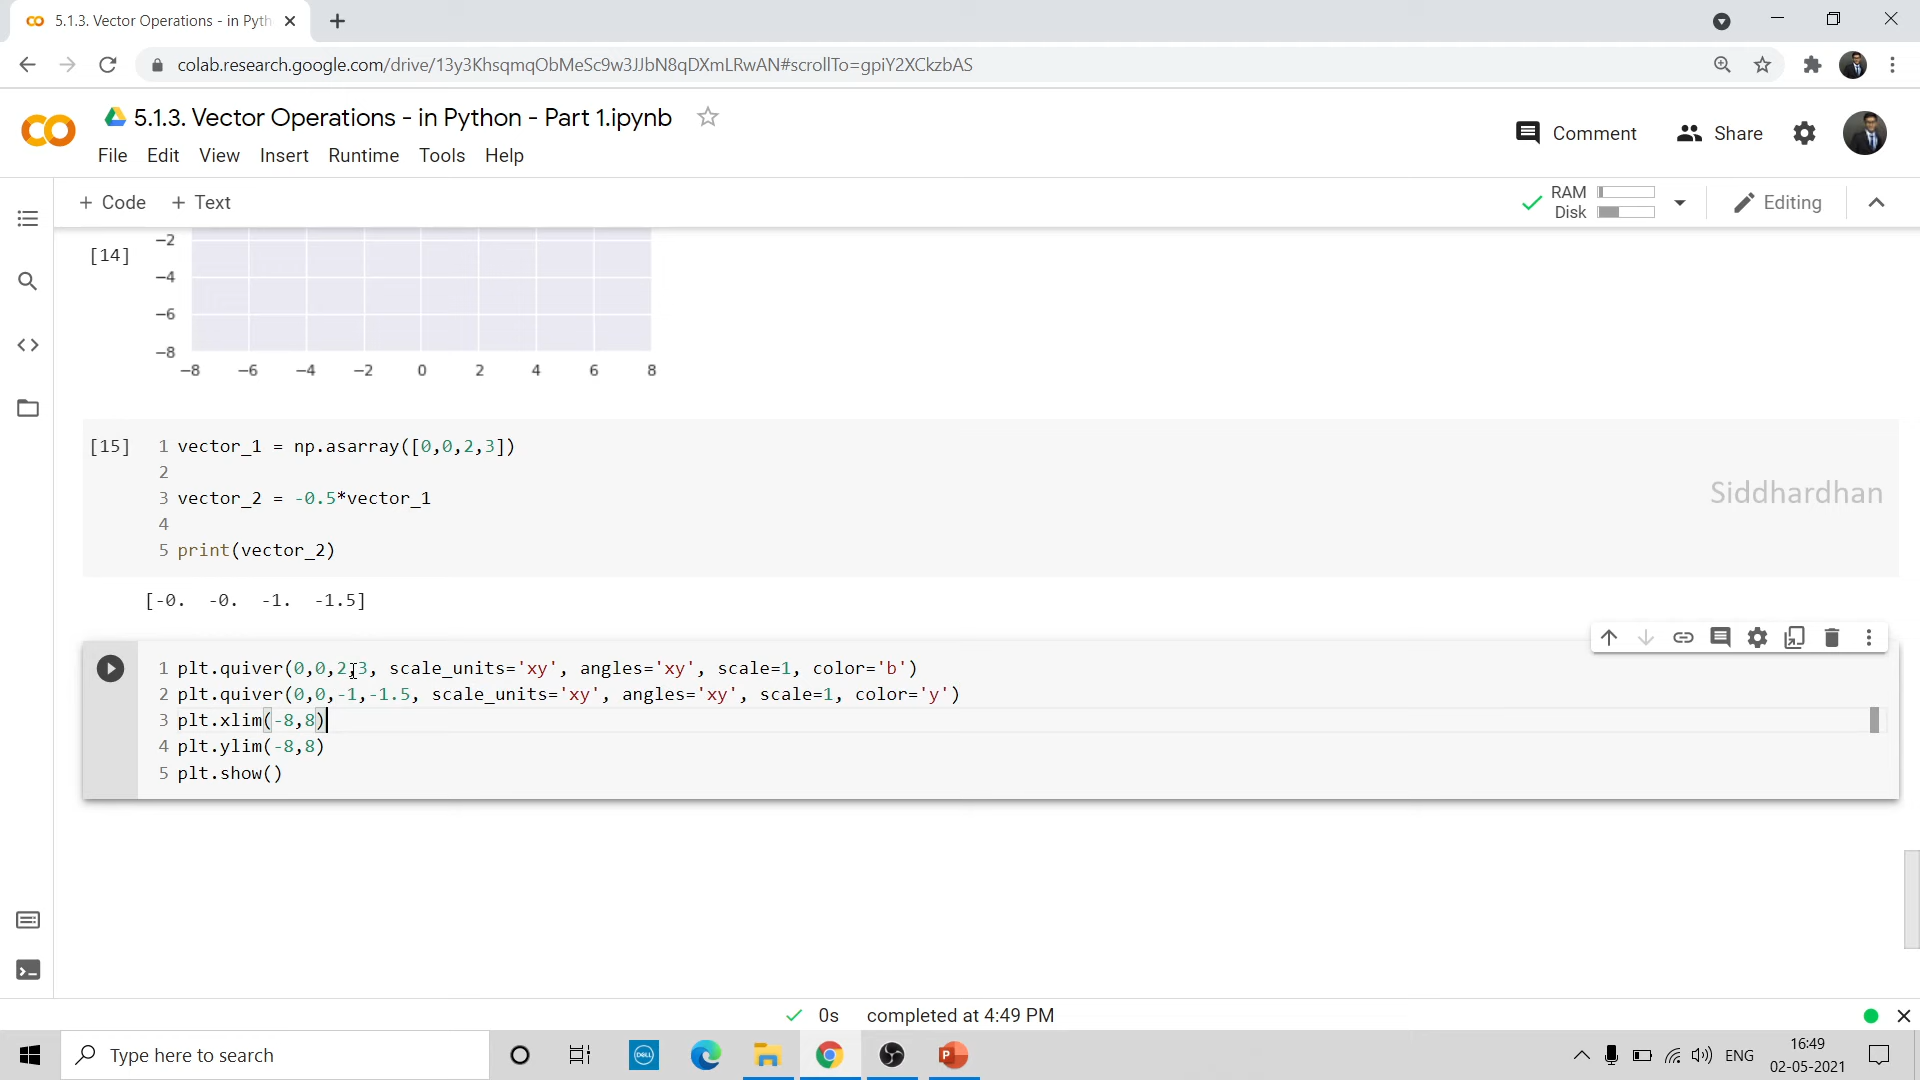 5.1.3. Vector Operations - in Pyth
colab.research.google.com/drive/13y3KhsqmqObMeSc9w3JJbN8qDXmLRwAN#scrollTo=gpiY2XCkzbAS
5.1.3. Vector Operations - in Python - Part 1.ipynb
Comment
Share
File Edit View Insert Runtime Tools Help
+ Code + Text
RAM
Disk
Editing
[14]
−2
−4
−6
−8
−8 −6 −4 −2 0 2 4 6 8
[15]
1 vector_1 = np.asarray([0,0,2,3])
2
3 vector_2 = -0.5*vector_1
4
5 print(vector_2)
Siddhardhan
[-0. -0. -1. -1.5]
1 plt.quiver(0,0,2,3, scale_units='xy', angles='xy', scale=1, color='b')
2 plt.quiver(0,0,-1,-1.5, scale_units='xy', angles='xy', scale=1, color='y')
3 plt.xlim(-8,8)
4 plt.ylim(-8,8)
5 plt.show()
0s completed at 4:49 PM
Type here to search
DELL
ENG
16:49
02-05-2021